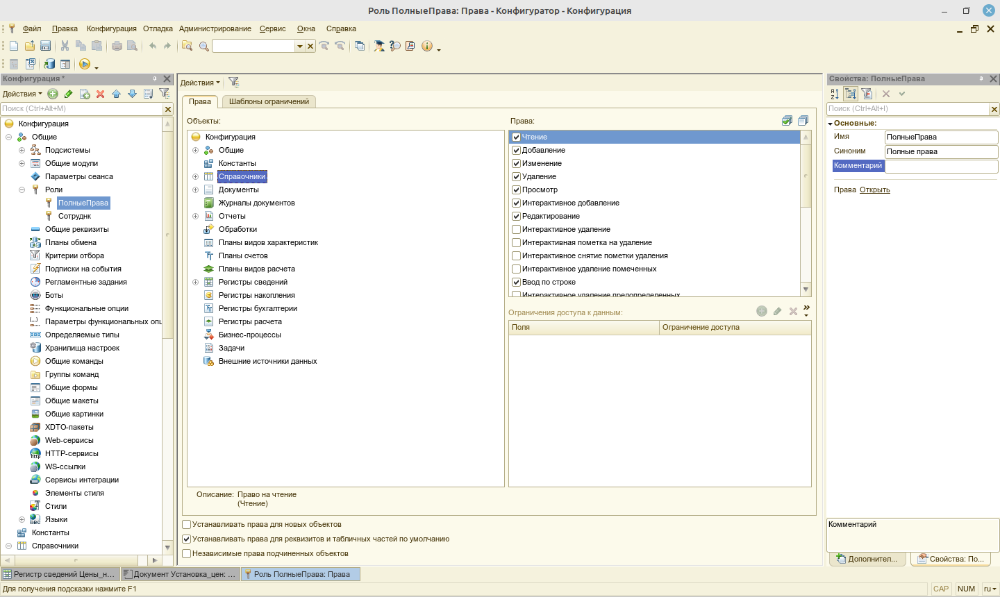 Роль ПолныеПрава: Права - Конфигуратор - Конфигурация
Файл Правка Конфигурация Отладка Администрирование Сервис Окна Справка
Конфигурация *
Действия
Поиск (Ctrl+Alt+M)
Конфигурация
Общие
Подсистемы
Общие модули
Параметры сеанса
Роли
ПолныеПрава
Сотруднк
Общие реквизиты
Планы обмена
Критерии отбора
Подписки на события
Регламентные задания
Боты
Функциональные опции
Параметры функциональных опц
Определяемые типы
Хранилища настроек
Общие команды
Группы команд
Общие формы
Общие макеты
Общие картинки
XDTO-пакеты
Web-сервисы
HTTP-сервисы
WS-ссылки
Сервисы интеграции
Элементы стиля
Стили
Языки
Константы
Справочники
Действия
Права
Шаблоны ограничений
Объекты:
Конфигурация
Общие
Константы
Справочники
Документы
Журналы документов
Отчеты
Обработки
Планы видов характеристик
Планы счетов
Планы видов расчета
Регистры сведений
Регистры накопления
Регистры бухгалтерии
Регистры расчета
Бизнес-процессы
Задачи
Внешние источники данных
Права:
Чтение
Добавление
Изменение
Удаление
Просмотр
Интерактивное добавление
Редактирование
Интерактивное удаление
Интерактивная пометка на удаление
Интерактивное снятие пометки удаления
Интерактивное удаление помеченных
Ввод по строке
Интерактивное удаление предопределенных
Ограничения доступа к данным:
Поля
Ограничение доступа
Описание: Право на чтение
(Чтение)
Устанавливать права для новых объектов
Устанавливать права для реквизитов и табличных частей по умолчанию
Независимые права подчиненных объектов
Свойства: ПолныеПрава
Поиск (Ctrl+Alt+I)
Основные:
Имя ПолныеПрава
Синоним Полные права
Комментарий
Права Открыть
Комментарий
Дополнител...
Свойства: По...
Регистр сведений Цены_н...
Документ Установка_цен: ...
Роль ПолныеПрава: Права
Для получения подсказки нажмите F1
CAP NUM ru